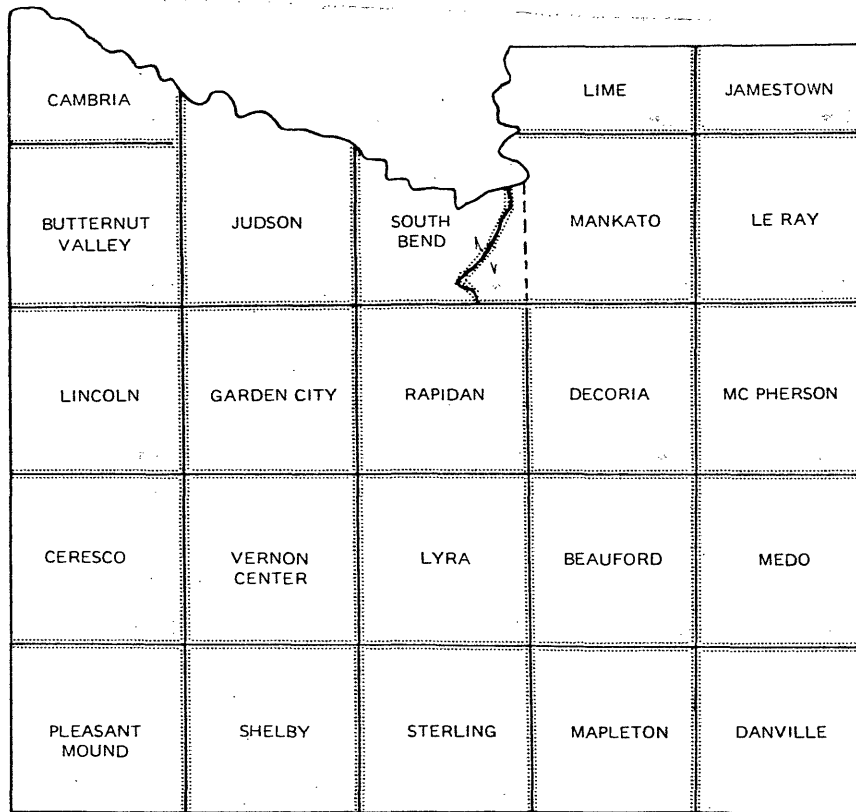 LIME
JAMESTOWN
CAMBRIA
BUTTERNUT
VALLEY
JUDSON
SOUTH
BEND
MANKATO
LE RAY
LINCOLN
GARDEN CITY
RAPIDAN
DECORIA
MC PHERSON
CERESCO
VERNON
CENTER
LYRA
BEAUFORD
MEDO
PLEASANT
MOUND
SHELBY
STERLING
MAPLETON
DANVILLE